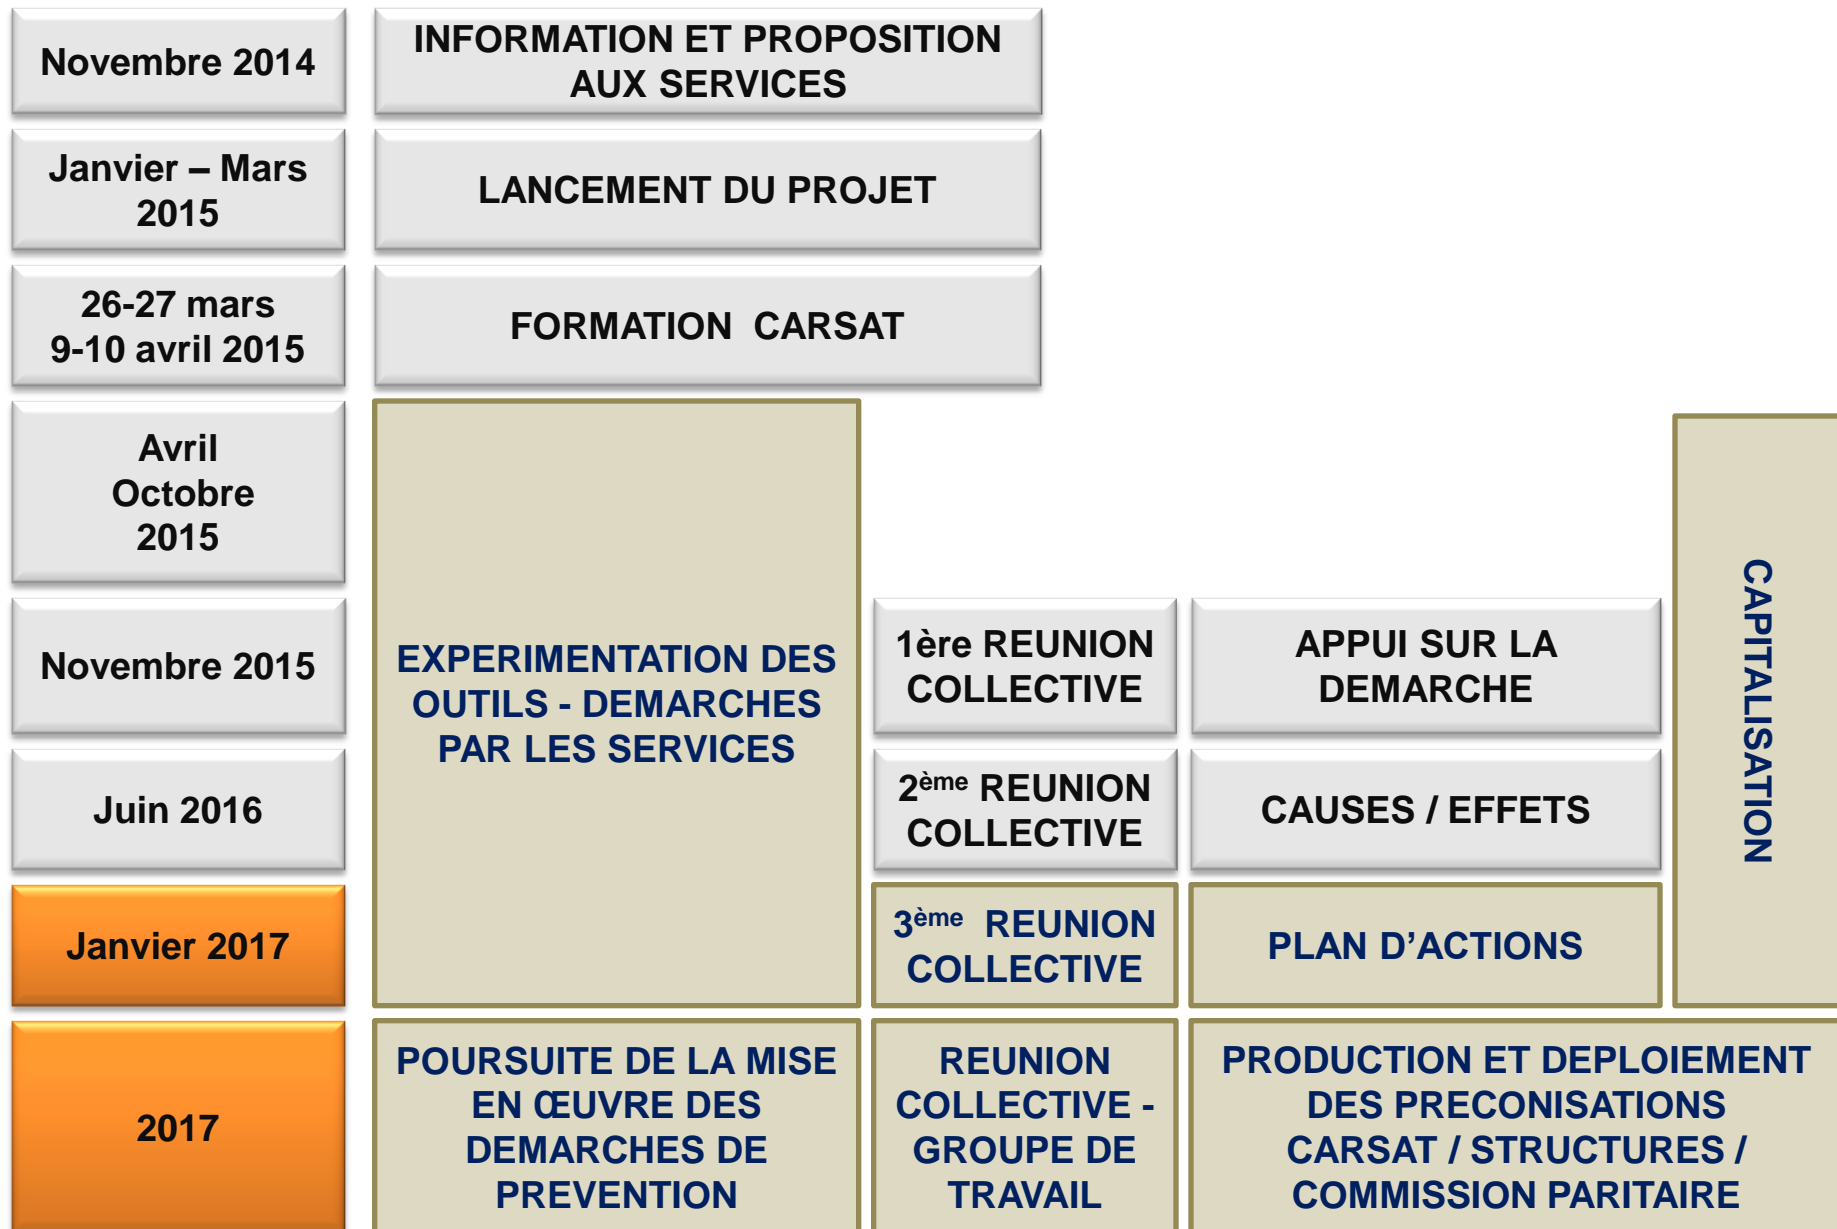 Novembre 2014
INFORMATION ET PROPOSITION
AUX SERVICES
Janvier – Mars
2015
LANCEMENT DU PROJET
26-27 mars
9-10 avril 2015
FORMATION  CARSAT
Avril
Octobre
2015
EXPERIMENTATION DES
OUTILS - DEMARCHES
PAR LES SERVICES
CAPITALISATION
Novembre 2015
1ère REUNION
COLLECTIVE
APPUI SUR LA
DEMARCHE
Juin 2016
2ème REUNION
COLLECTIVE
CAUSES / EFFETS
Janvier 2017
3ème  REUNION
COLLECTIVE
PLAN D’ACTIONS
2017
POURSUITE DE LA MISE
EN ŒUVRE DES
DEMARCHES DE
PREVENTION
REUNION
COLLECTIVE -
GROUPE DE
TRAVAIL
PRODUCTION ET DEPLOIEMENT
DES PRECONISATIONS
CARSAT / STRUCTURES /
COMMISSION PARITAIRE